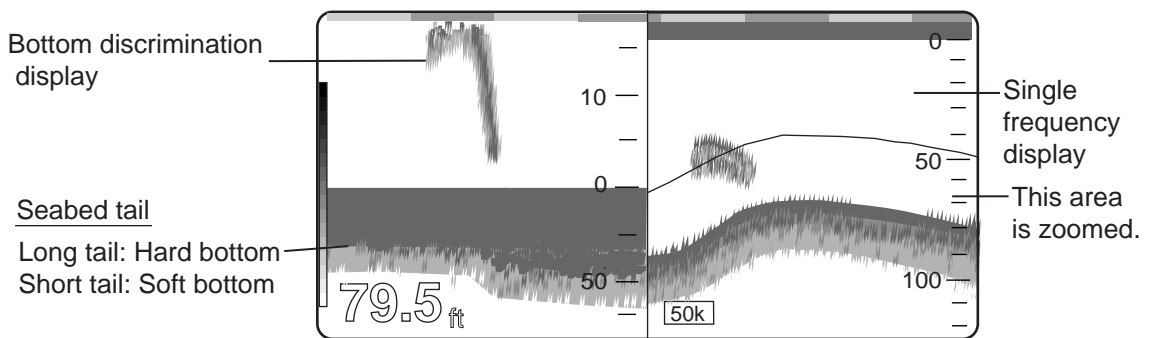 Bottom discrimination
display
Seabed tail
Long tail: Hard bottom
Short tail: Soft bottom
10
0
50
79.5 ft
0
50
100
50k
Single
frequency
display
This area
is zoomed.